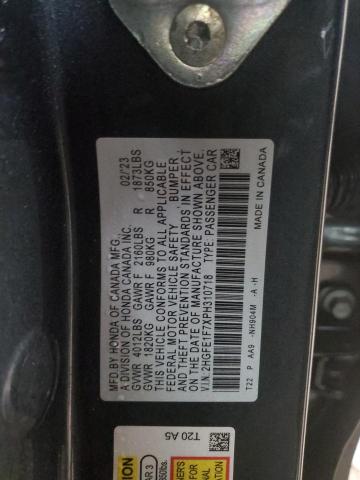 MFD. BY HONDA OF CANADA MFG. 02/'23
A DIVISION OF HONDA CANADA INC.
GVWR 4012LBS GAWR F 2160LBS R 1873LBS
GVWR 1820KG GAWR F 980KG R 850KG
THIS VEHICLE CONFORMS TO ALL APPLICABLE
FEDERAL MOTOR VEHICLE SAFETY, BUMPER,
AND THEFT PREVENTION STANDARDS IN EFFECT
ON THE DATE OF MANUFACTURE SHOWN ABOVE.
V.I.N:2HGFE1F7XPH310718 TYPE: PASSENGER CAR
MADE IN CANADA
T22 P AA9 -NH904M -A -H
T20 A5